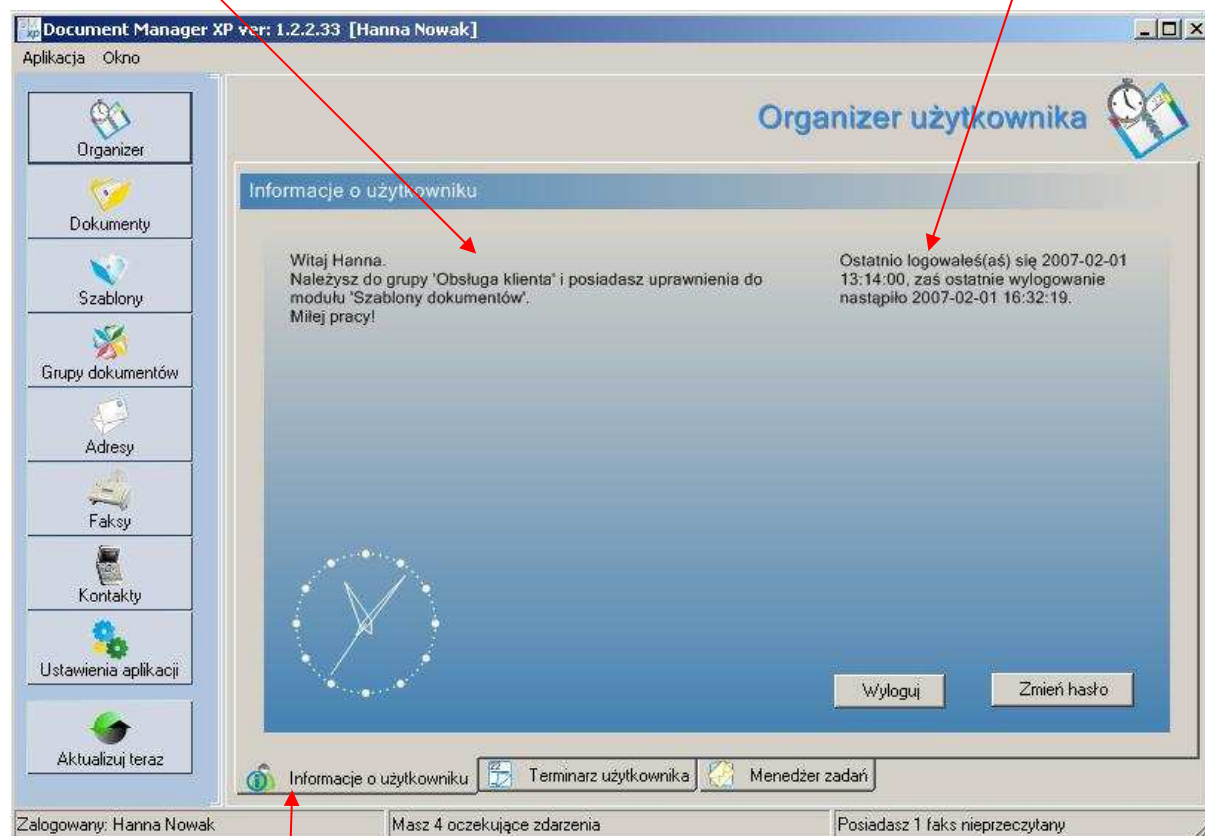 Document Manager XP ver: 1.2.2.33 [Hanna Nowak]
Aplikacja Okno
Organizer
Dokumenty
Szablony
Grupy dokumentów
Adresy
Faksy
Kontakty
Ustawienia aplikacji
Aktualizuj teraz
Organizer użytkownika
Informacje o użytkowniku
Witaj Hanna.
Należysz do grupy 'Obsługa klienta' i posiadasz uprawnienia do
modułu 'Szablony dokumentów'.
Miłej pracy!
Ostatnio logowałeś(aś) się 2007-02-01
13:14:00, zaś ostatnie wylogowanie
nastąpiło 2007-02-01 16:32:19.
Wyloguj Zmień hasło
Informacje o użytkowniku Terminarz użytkownika Menedżer zadań
Zalogowany: Hanna Nowak Masz 4 oczekujące zdarzenia Posiadasz 1 faks nieprzeczytany